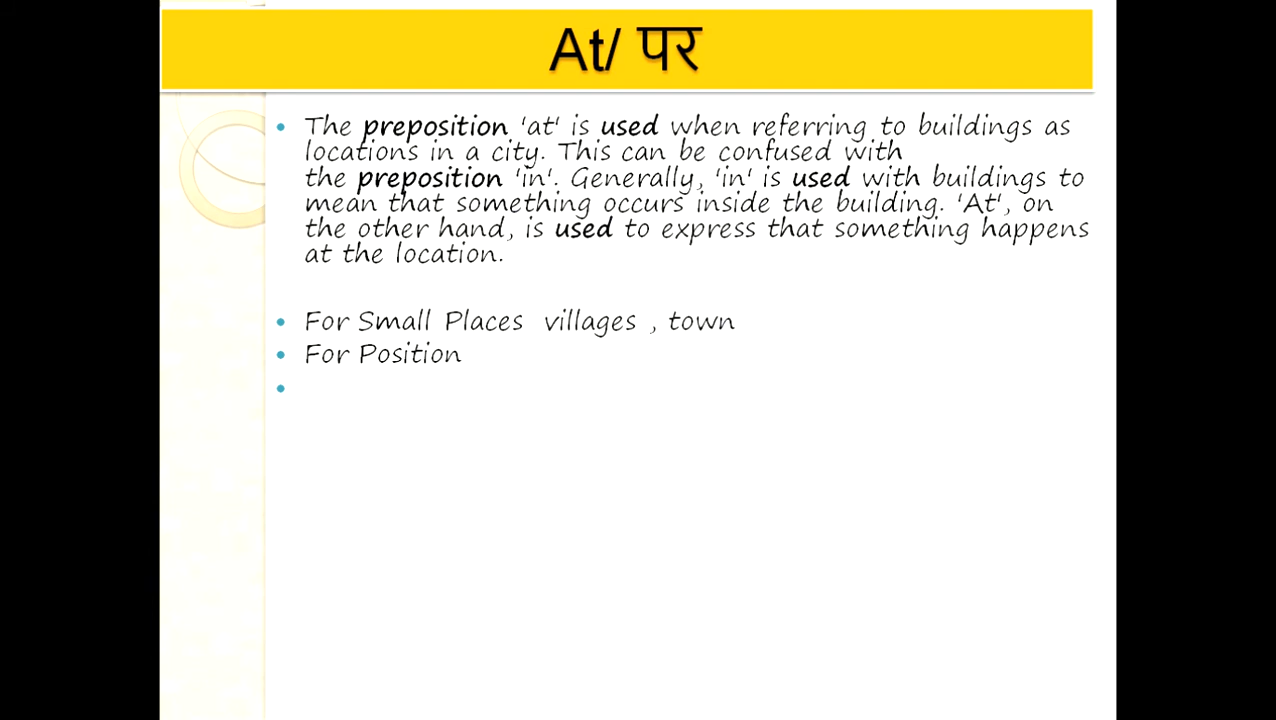 At/ पर
• The preposition 'at' is used when referring to buildings as
locations in a city. This can be confused with
the preposition 'in'. Generally, 'in' is used with buildings to
mean that something occurs inside the building. 'At', on
the other hand, is used to express that something happens
at the location.
• For Small Places villages , town
• For Position
•